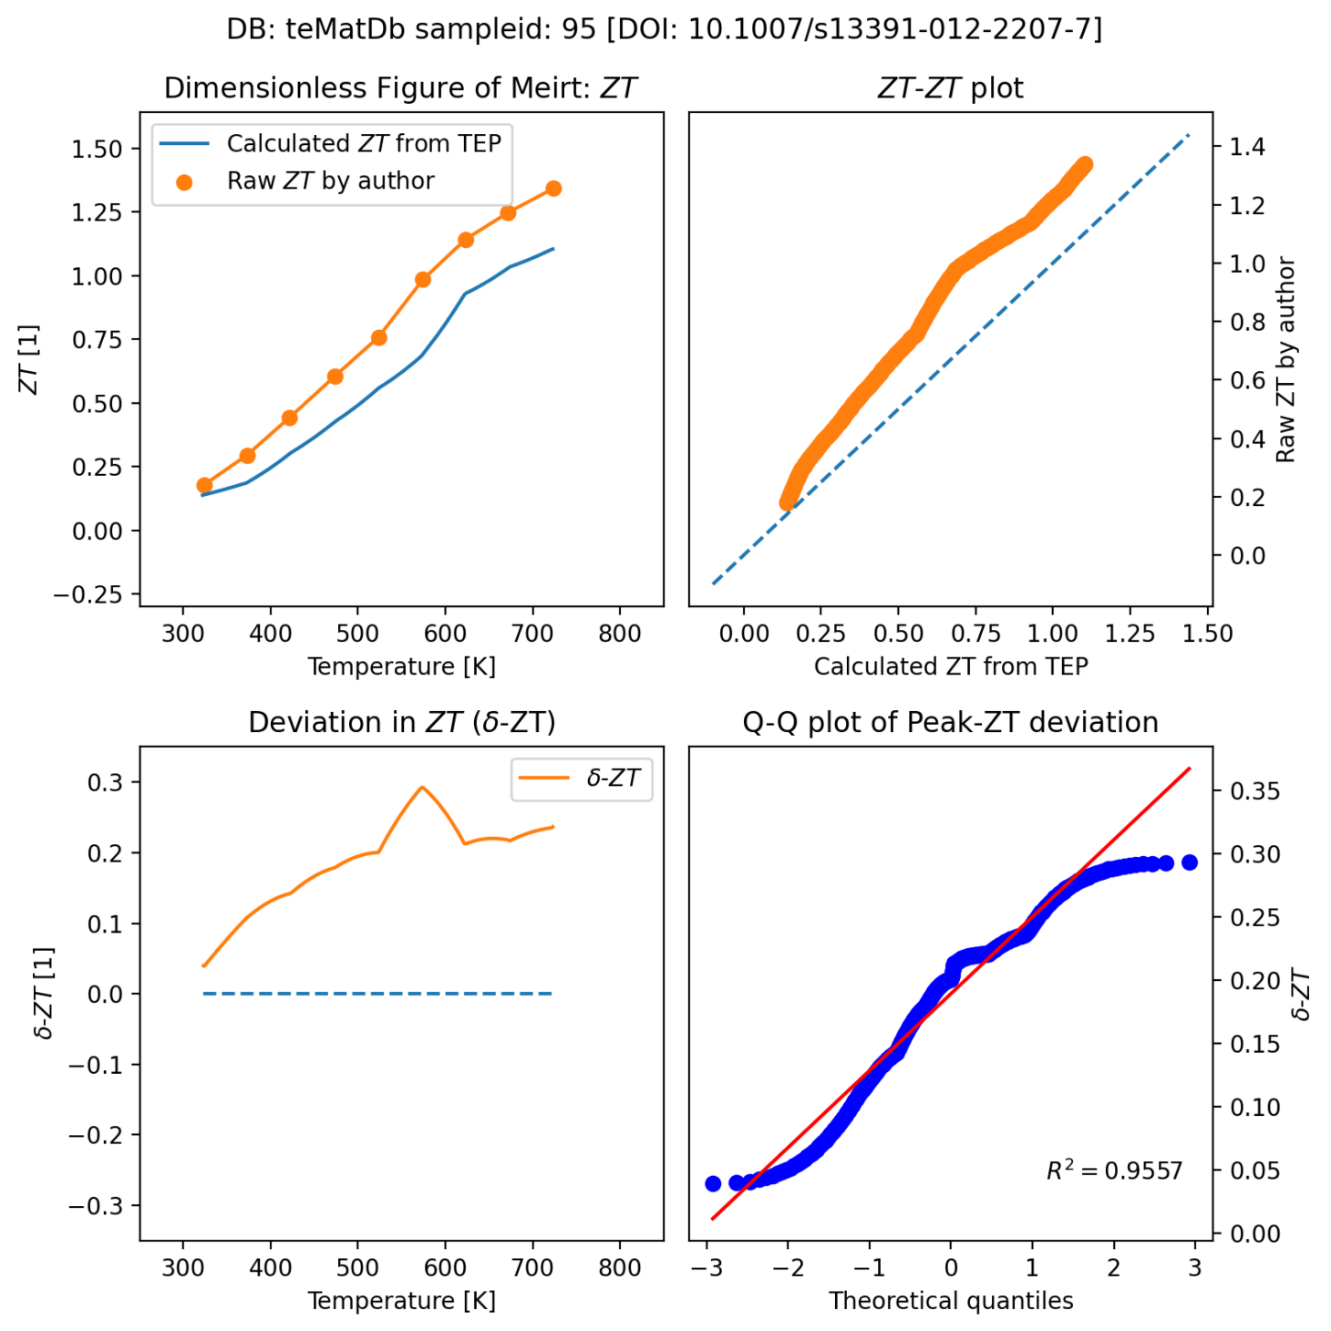 DB: teMatDb sampleid: 95 [DOI: 10.1007/s13391-012-2207-7]
Dimensionless Figure of Meirt: ZT
Calculated ZT from TEP
Raw ZT by author
1.50
1.25
1.00
0.75
0.50
0.25
0.00
−0.25
ZT [1]
300 400 500 600 700 800
Temperature [K]
ZT-ZT plot
1.4
1.2
1.0
0.8
0.6
0.4
0.2
0.0
Raw ZT by author
0.00 0.25 0.50 0.75 1.00 1.25 1.50
Calculated ZT from TEP
Deviation in ZT (δ-ZT)
δ-ZT
0.3
0.2
0.1
0.0
−0.1
−0.2
−0.3
δ-ZT [1]
300 400 500 600 700 800
Temperature [K]
Q-Q plot of Peak-ZT deviation
0.35
0.30
0.25
0.20
0.15
0.10
0.05
0.00
δ-ZT
R² = 0.9557
−3 −2 −1 0 1 2 3
Theoretical quantiles